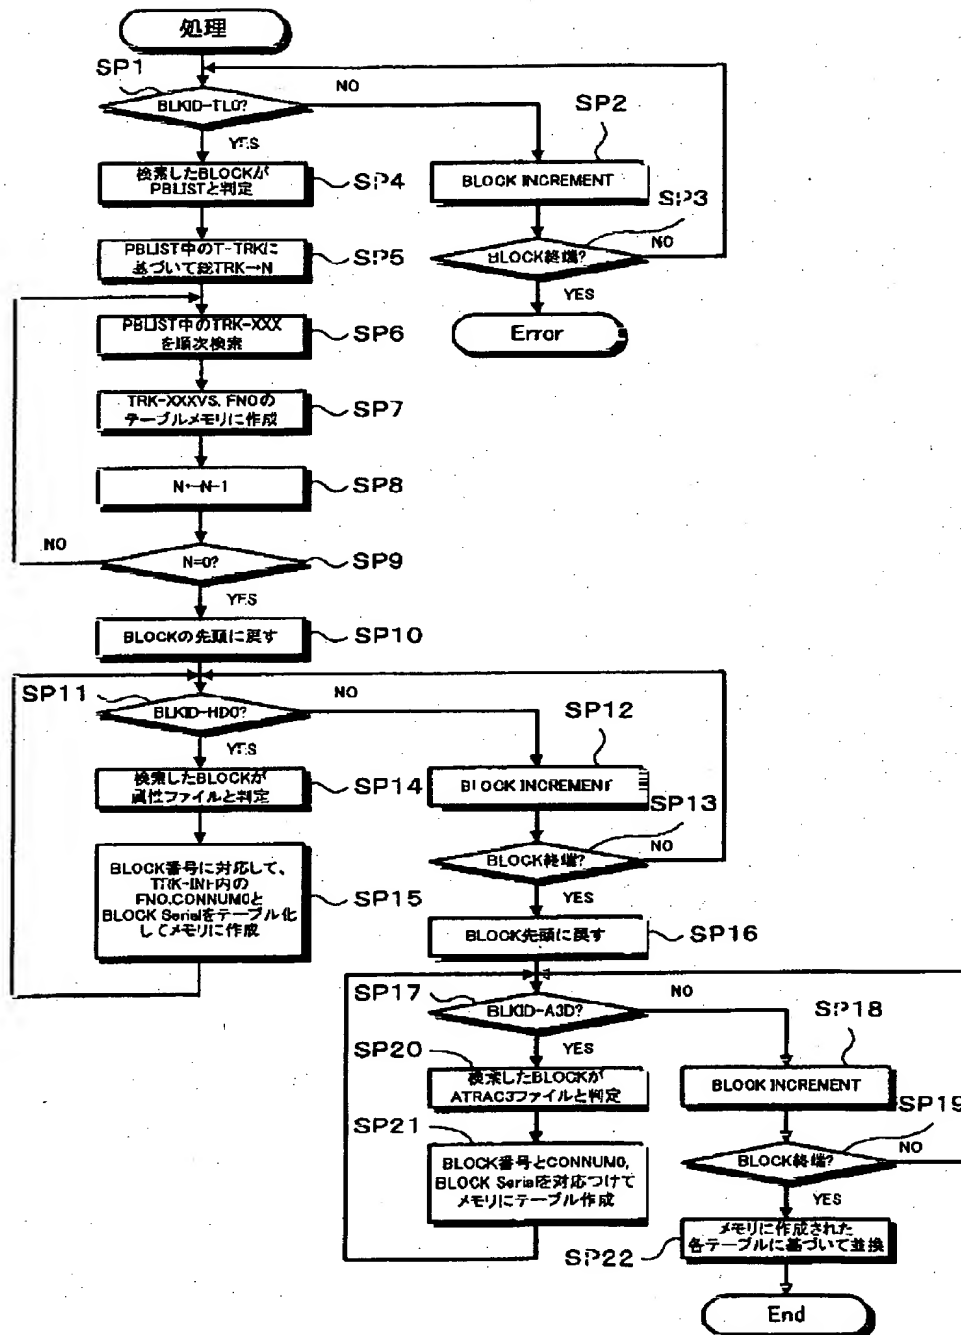 処理
SP1
BLKID-TL0?
NO
YES
SP2
BLOCK INCREMENT
検索したBLOCKが
PBLISTと判定
SP4
SP3
BLOCK終端?
NO
YES
Error
PBLIST中のT-TRKに
基づいて総TRK→N
SP5
PBLIST中のTRK-XXX
を順次検索
SP6
TRK-XXXVS, FNOの
テーブルメモリに作成
SP7
N←N-1
SP8
NO
N=0?
SP9
YES
BLOCKの先頭に戻す
SP10
SP11
BLKID-HD0?
NO
YES
SP12
BLOCK INCREMENT
検索したBLOCKが
属性ファイルと判定
SP14
SP13
BLOCK終端?
NO
YES
BLOCK番号に対応して、
TRK-INF内の
FNO.CONNUM0と
BLOCK Serialをテーブル化
してメモリに作成
SP15
BLOCK先頭に戻す
SP16
SP17
BLKID-A3D?
NO
YES
SP18
BLOCK INCREMENT
SP20
検索したBLOCKが
ATRAC3ファイルと判定
SP19
BLOCK終端?
NO
YES
SP21
BLOCK番号とCONNUM0,
BLOCK Serialを対応つけて
メモリにテーブル作成
メモリに作成された
各テーブルに基づいて並換
SP22
End